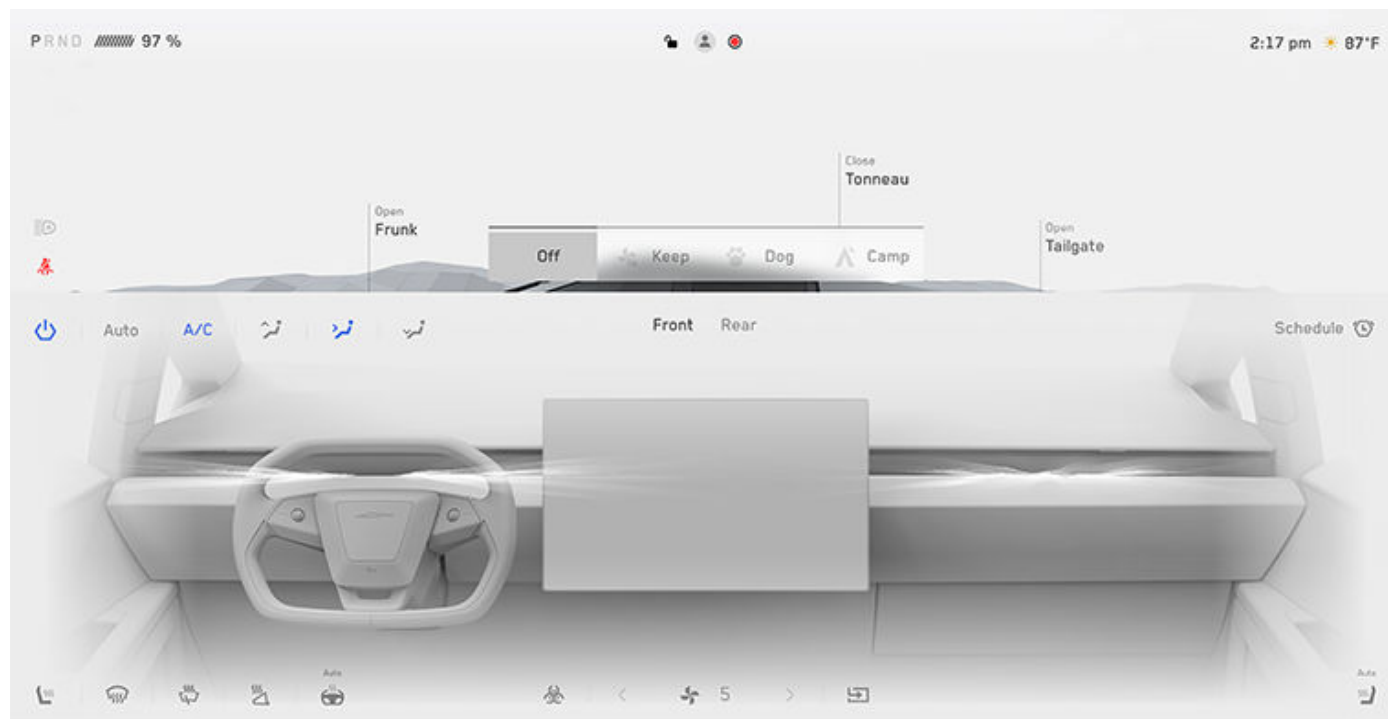 PRND 97 % 2:17 pm 87°F
Close
Tonneau
Open
Frunk
Open
Tailgate
Off Keep Dog Camp
Auto A/C Front Rear Schedule
Auto
Auto
5